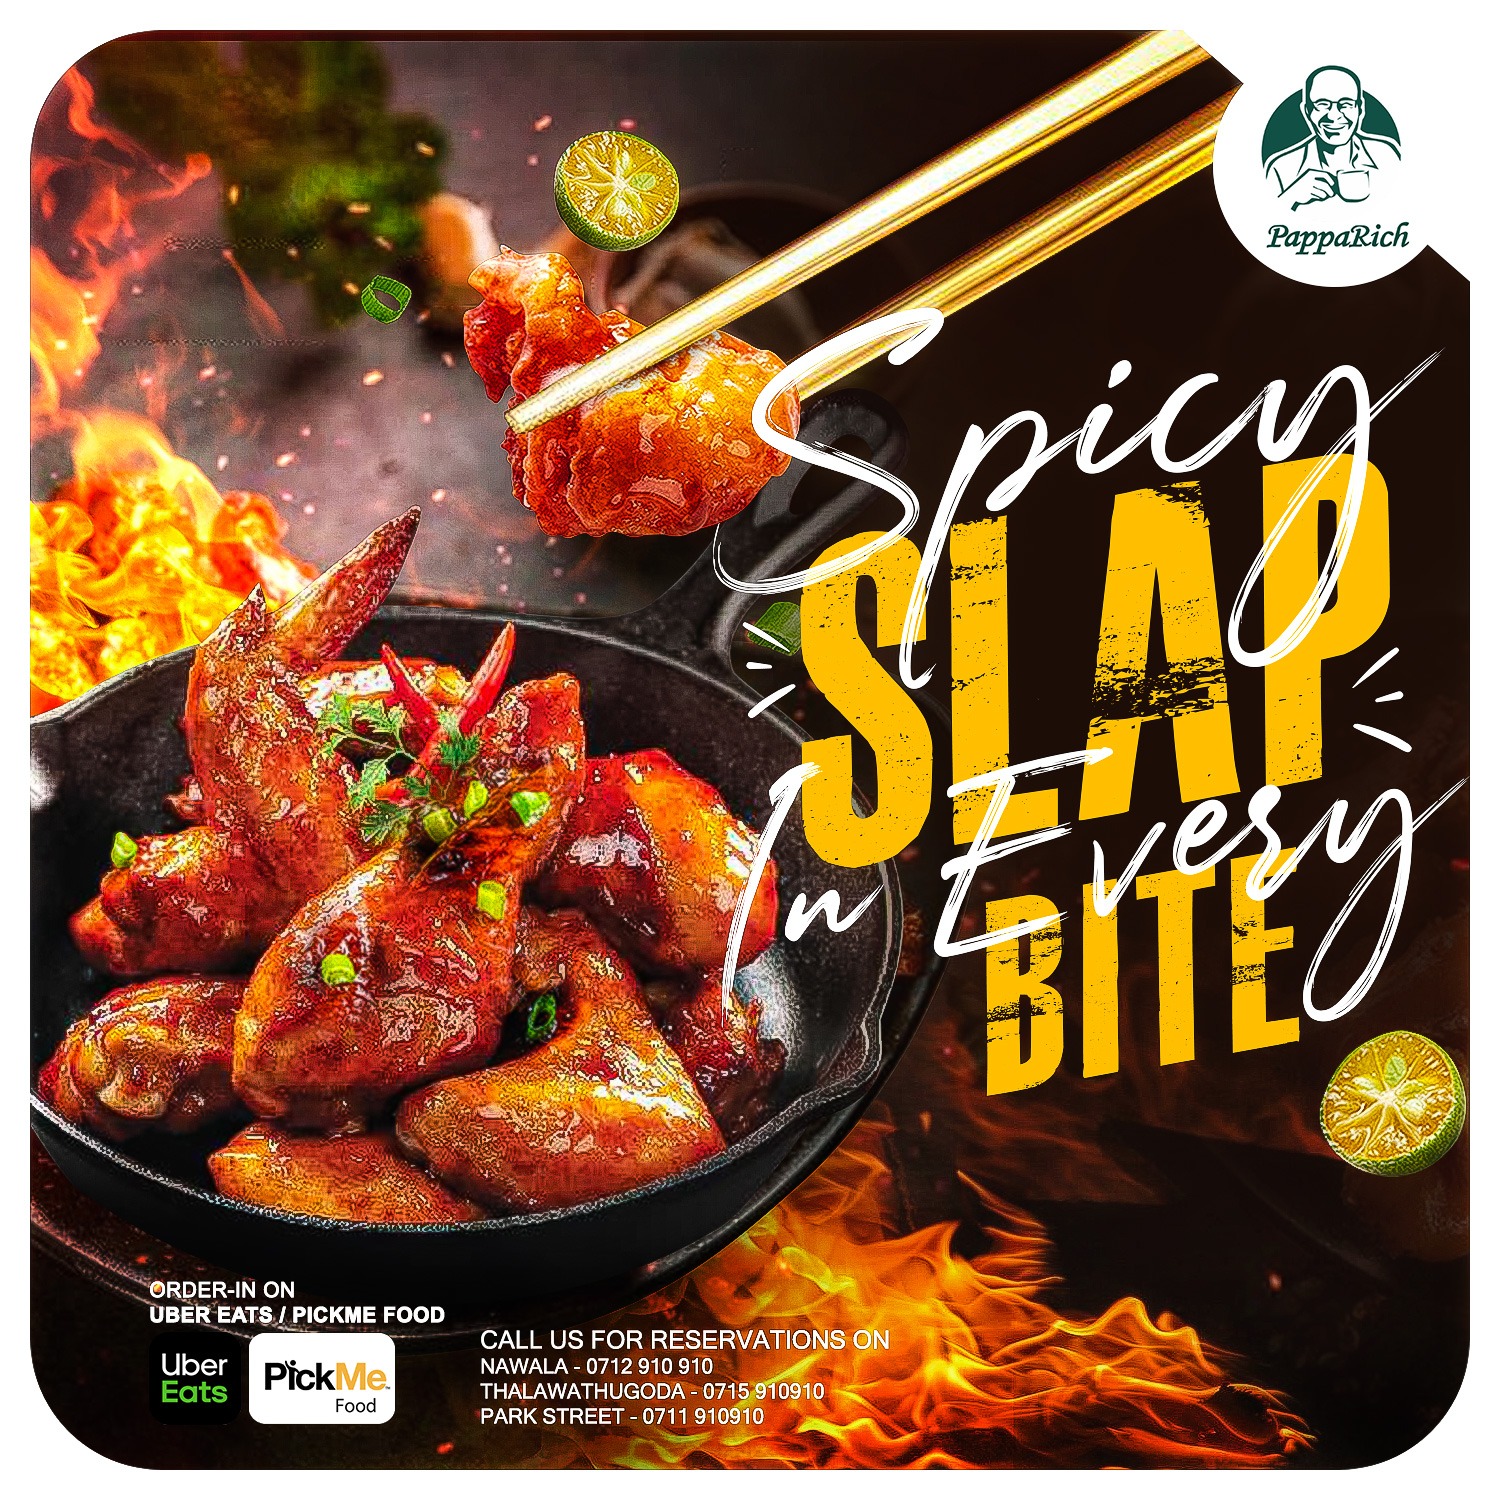 PappaRich
Spicy
SLAP
In Every
BITE
ORDER-IN ON
UBER EATS / PICKME FOOD
Uber
Eats
PickMe
Food
CALL US FOR RESERVATIONS ON
NAWALA - 0712 910 910
THALAWATHUGODA - 0715 910910
PARK STREET - 0711 910910